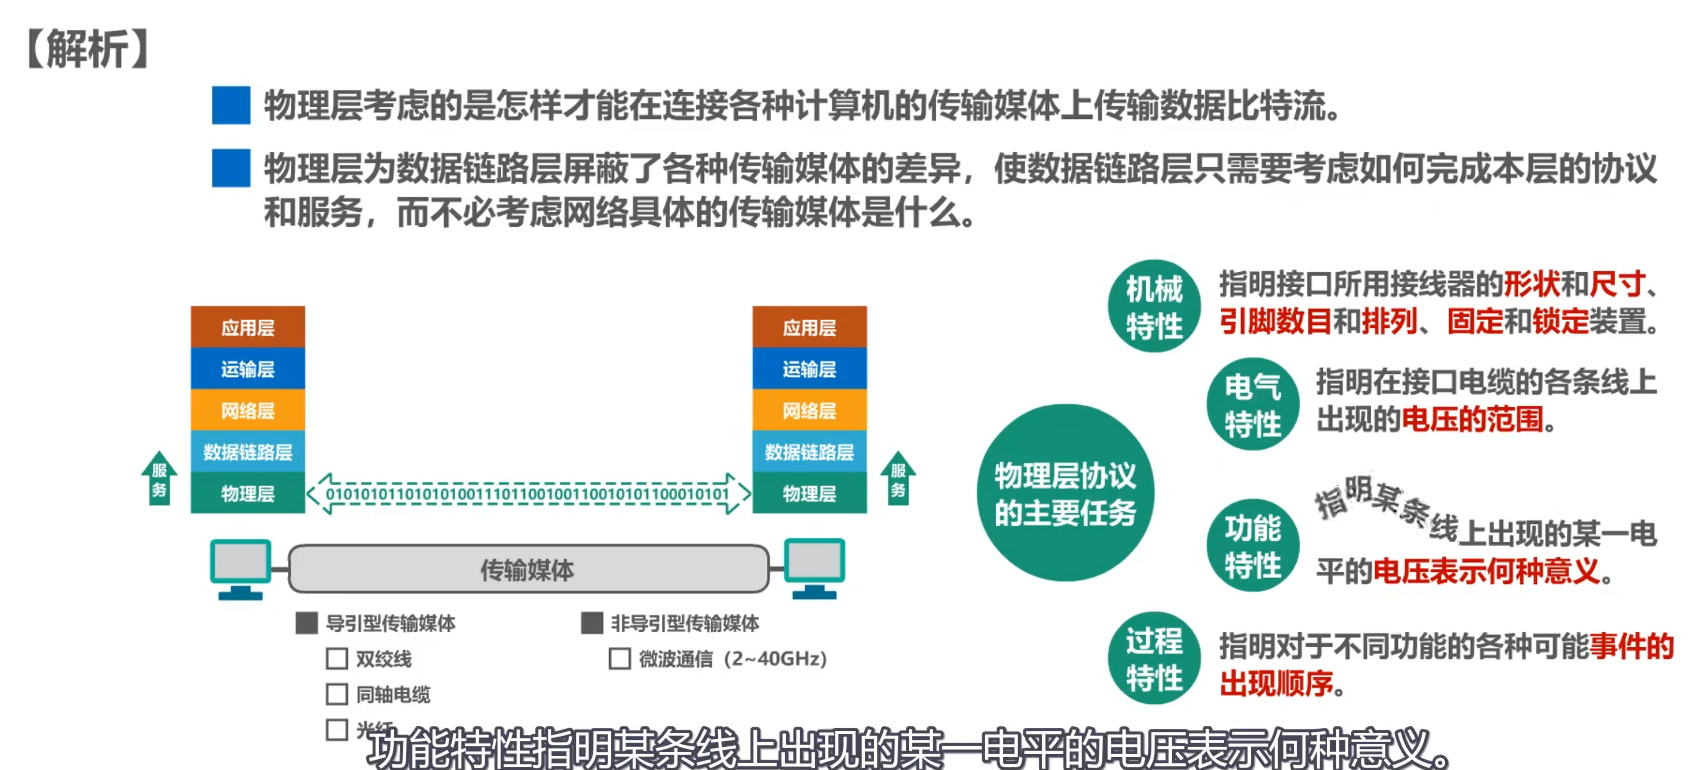 【解析】
物理层考虑的是怎样才能在连接各种计算机的传输媒体上传输数据比特流。
物理层为数据链路层屏蔽了各种传输媒体的差异，使数据链路层只需要考虑如何完成本层的协议
和服务，而不必考虑网络具体的传输媒体是什么。
应用层
运输层
网络层
数据链路层
物理层
服
务
010101011010101001110110010011001010110001010​1
应用层
运输层
网络层
数据链路层
物理层
服
务
传输媒体
导引型传输媒体
双绞线
同轴电缆
光纤
非导引型传输媒体
微波通信（2~40GHz）
物理层协议
的主要任务
机械
特性
指明接口所用接线器的形状和尺寸、
引脚数目和排列、固定和锁定装置。
电气
特性
指明在接口电缆的各条线上
出现的电压的范围。
功能
特性
指明某条线上出现的某一电
平的电压表示何种意义。
过程
特性
指明对于不同功能的各种可能事件的
出现顺序。
功能特性指明某条线上出现的某一电平的电压表示何种意义。